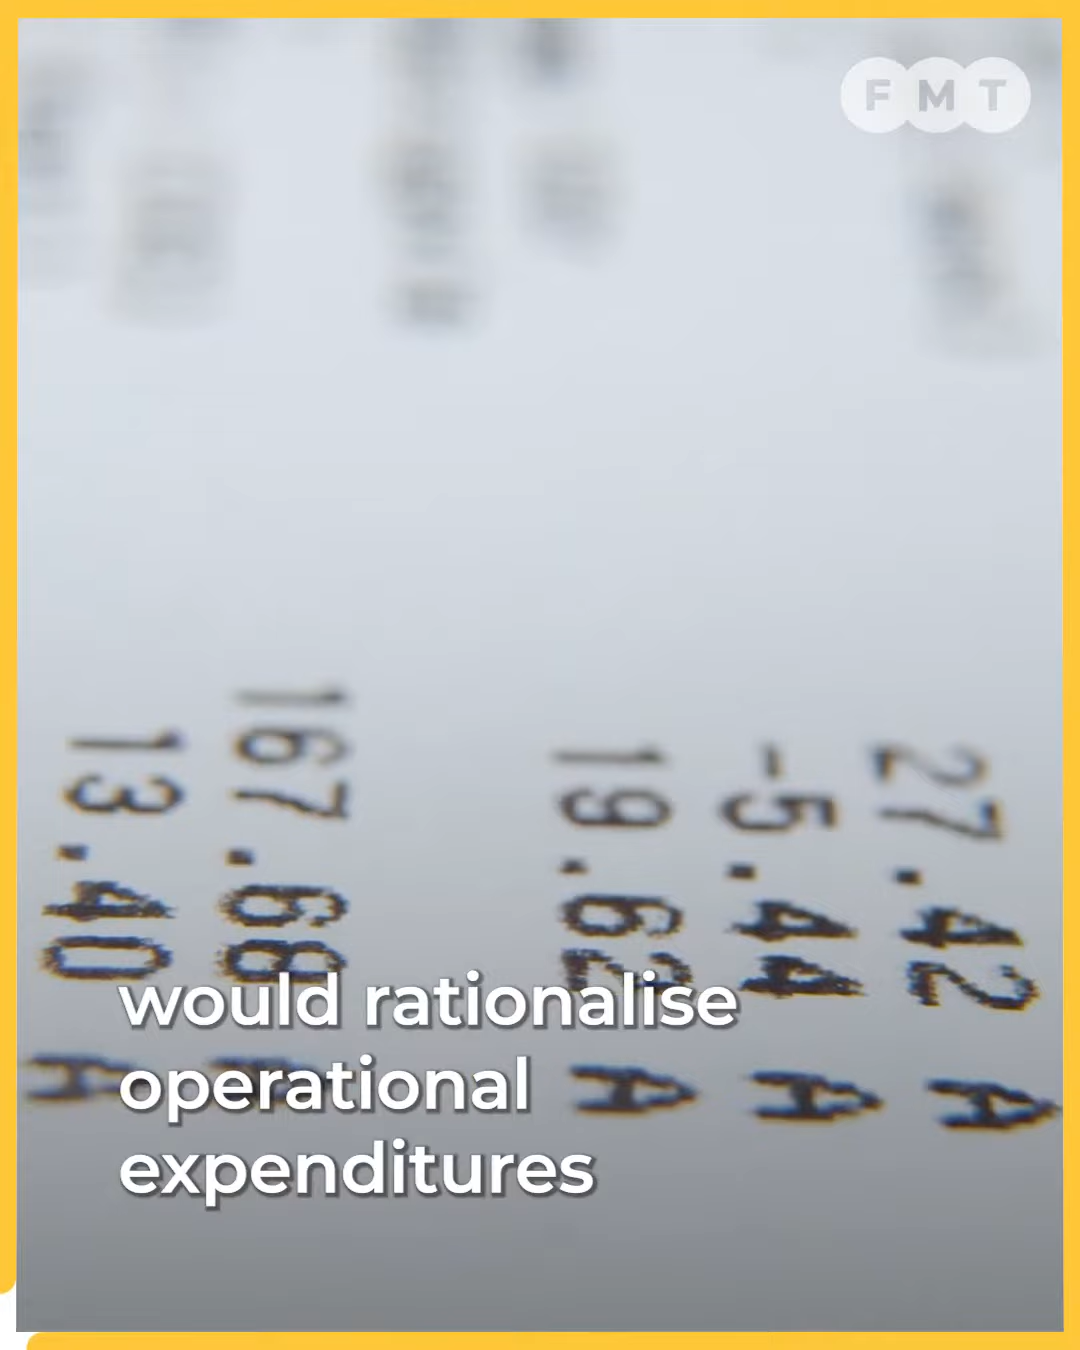 FMT
13.40 A
167.68 A
19.62 A
-5.44 A
27.42 A
would rationalise
operational
expenditures